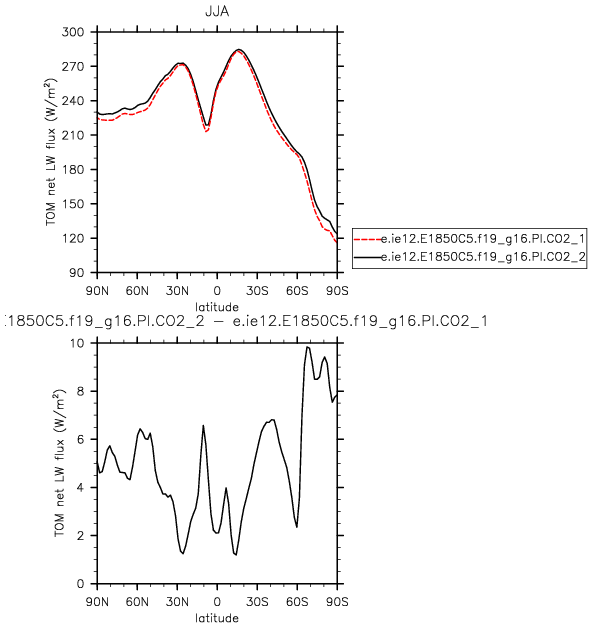 JJA
TOM net LW flux (W/m²)
300
270
240
210
180
150
120
90
90N 60N 30N 0 30S 60S 90S
latitude
e.ie12.E1850C5.f19_g16.PI.CO2_1
e.ie12.E1850C5.f19_g16.PI.CO2_2
:1850C5.f19_g16.PI.CO2_2 — e.ie12.E1850C5.f19_g16.PI.CO2_1
TOM net LW flux (W/m²)
10
8
6
4
2
0
90N 60N 30N 0 30S 60S 90S
latitude